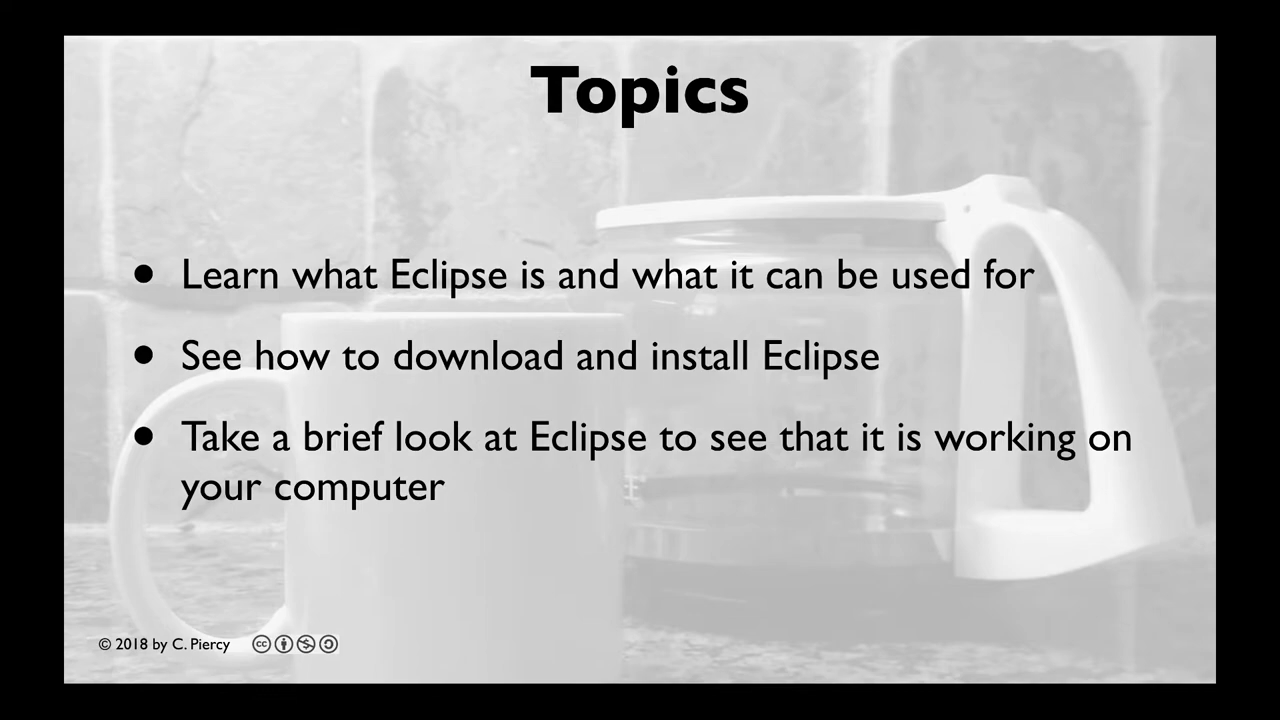 Topics
• Learn what Eclipse is and what it can be used for
• See how to download and install Eclipse
• Take a brief look at Eclipse to see that it is working on
your computer
© 2018 by C. Piercy